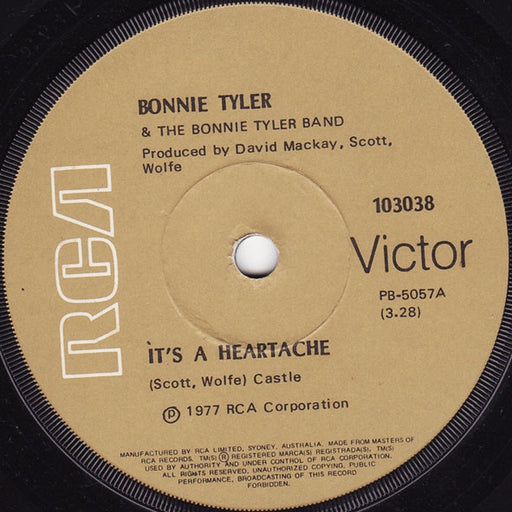 BONNIE TYLER
& THE BONNIE TYLER BAND
Produced by David Mackay, Scott,
Wolfe
RCA
103038
Victor
PB-5057A
(3.28)
IT'S A HEARTACHE
(Scott, Wolfe) Castle
℗ 1977 RCA Corporation
MANUFACTURED BY RCA LIMITED, SYDNEY, AUSTRALIA. MADE FROM MASTERS OF
RCA RECORDS. TM(S) ® REGISTERED MARCA(S) REGISTRADA(S), TM(S)
USED BY AUTHORITY AND UNDER CONTROL OF RCA CORPORATION.
ALL RIGHTS RESERVED. UNAUTHORIZED COPYING, PUBLIC
PERFORMANCE, BROADCASTING OF THIS RECORD
FORBIDDEN.